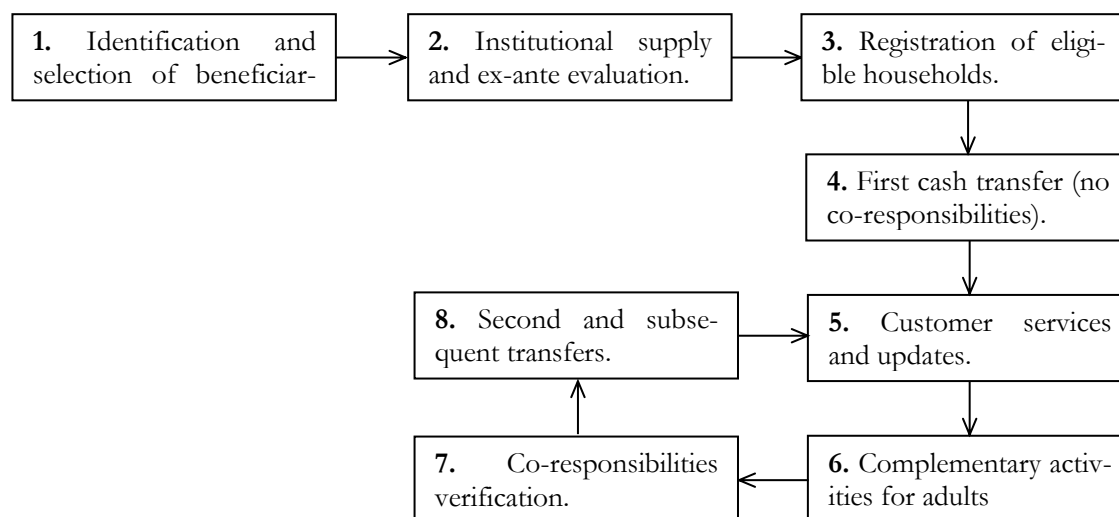 1. Identification and
selection of beneficiar-
2. Institutional supply
and ex-ante evaluation.
3. Registration of eligi-
ble households.
4. First cash transfer (no
co-responsibilities).
5. Customer services
and updates.
6. Complementary activ-
ities for adults
7. Co-responsibilities
verification.
8. Second and subse-
quent transfers.